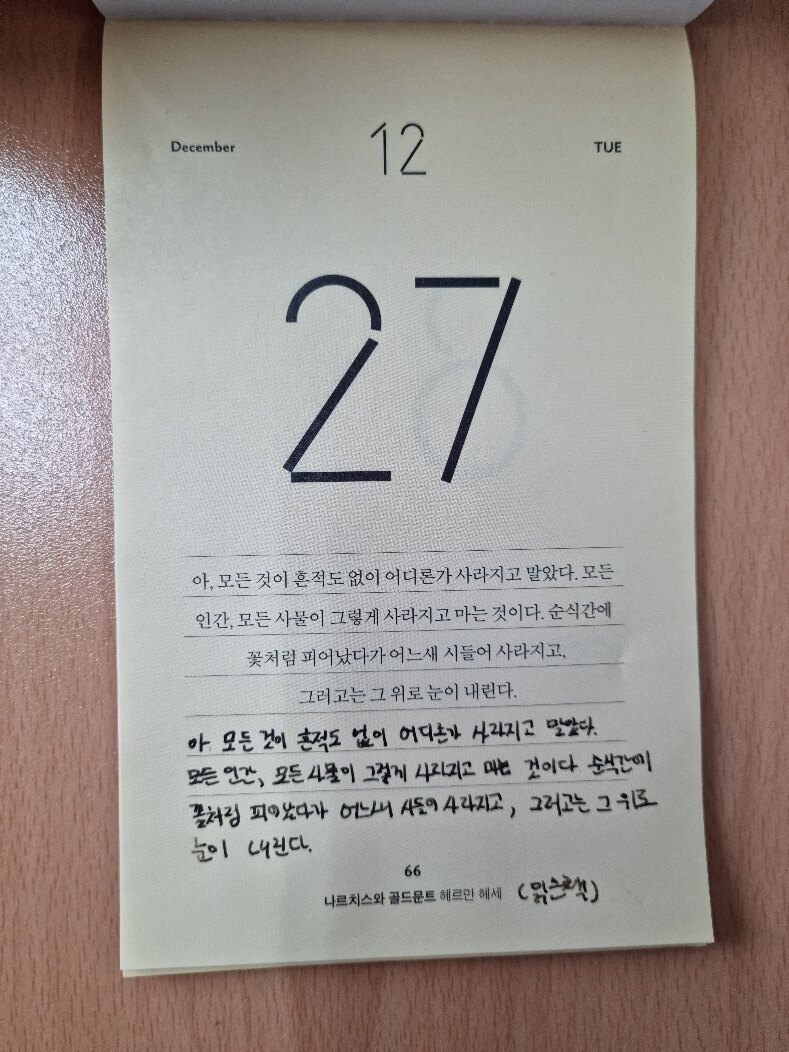 December 12 TUE
27
아, 모든 것이 흔적도 없이 어디론가 사라지고 말았다. 모든
인간, 모든 사물이 그렇게 사라지고 마는 것이다. 순식간에
꽃처럼 피어났다가 어느새 시들어 사라지고,
그러고는 그 위로 눈이 내린다.
아 모든 것이 흔적도 없이 어디론가 사라지고 말았다.
모든 인간, 모든 사물이 그렇게 사라지고 마는 것이다 순식간에
꽃처럼 피어났다가 어느새 시들어 사라지고, 그러고는 그 위로
눈이 내린다.
66
나르치스와 골드문트 헤르만 헤세 (읽은책)